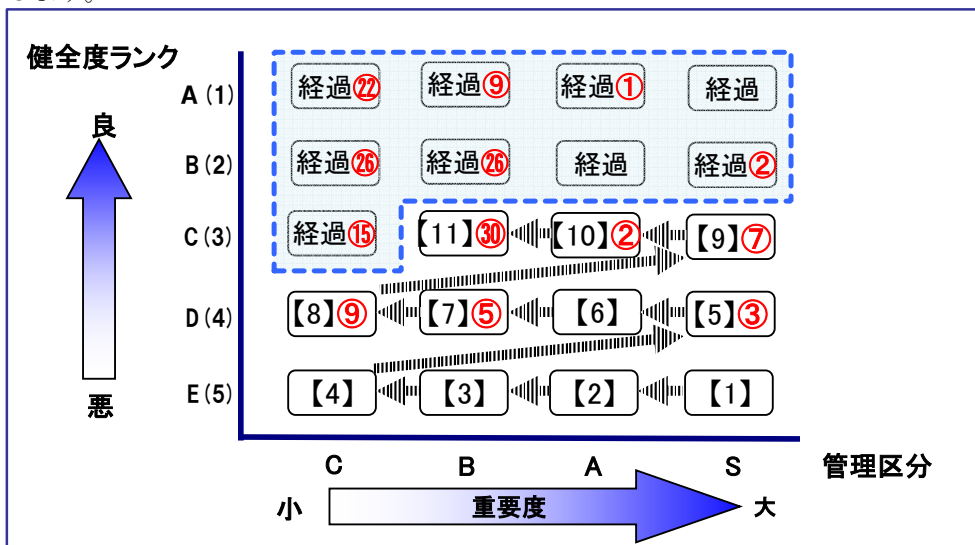 健全度ランク
A(1) 経過㉒ 経過⑨ 経過① 経過
良
B(2) 経過㉖ 経過㉖ 経過 経過②
C(3) 経過⑮ 【11】㉚ 【10】② 【9】⑦
D(4) 【8】⑨ 【7】⑤ 【6】 【5】③
E(5) 【4】 【3】 【2】 【1】
悪
C B A S 管理区分
小 重要度 大